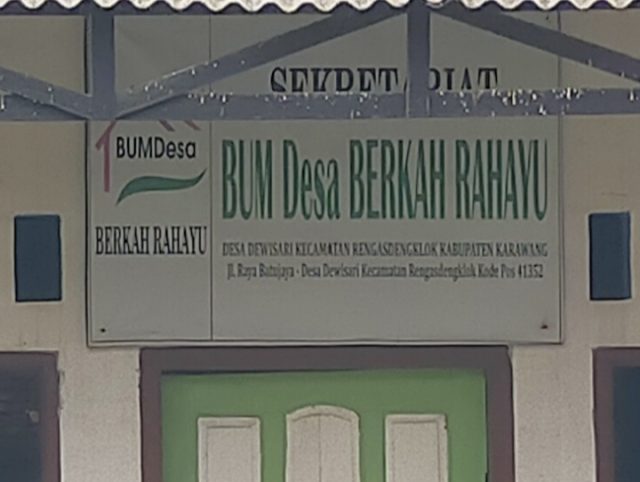 SEKRETARIAT
BUMDesa
BERKAH RAHAYU
BUM Desa BERKAH RAHAYU
DESA DEWISARI KECAMATAN RENGASDENGKLOK KABUPATEN KARAWANG
Jl. Raya Batujaya - Desa Dewisari Kecamatan Rengasdengklok Kode Pos 41352